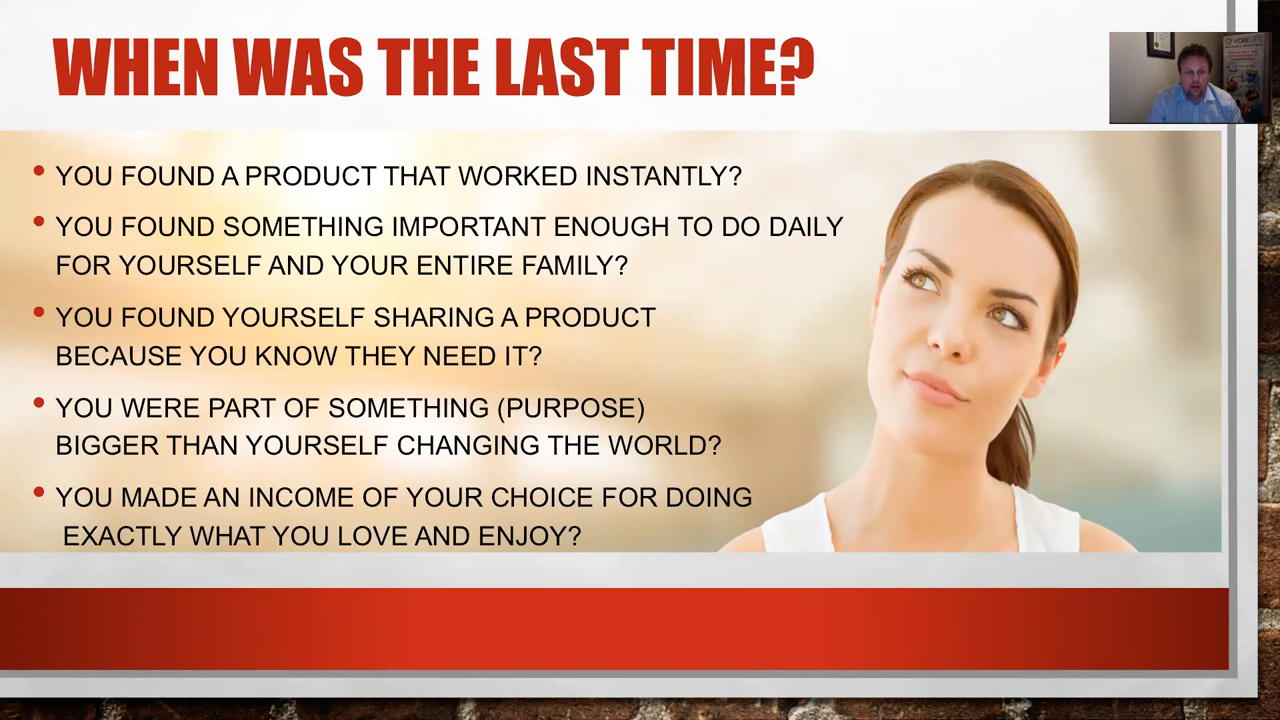 WHEN WAS THE LAST TIME?
YOU FOUND A PRODUCT THAT WORKED INSTANTLY?
YOU FOUND SOMETHING IMPORTANT ENOUGH TO DO DAILY
FOR YOURSELF AND YOUR ENTIRE FAMILY?
YOU FOUND YOURSELF SHARING A PRODUCT
BECAUSE YOU KNOW THEY NEED IT?
YOU WERE PART OF SOMETHING (PURPOSE)
BIGGER THAN YOURSELF CHANGING THE WORLD?
YOU MADE AN INCOME OF YOUR CHOICE FOR DOING
EXACTLY WHAT YOU LOVE AND ENJOY?